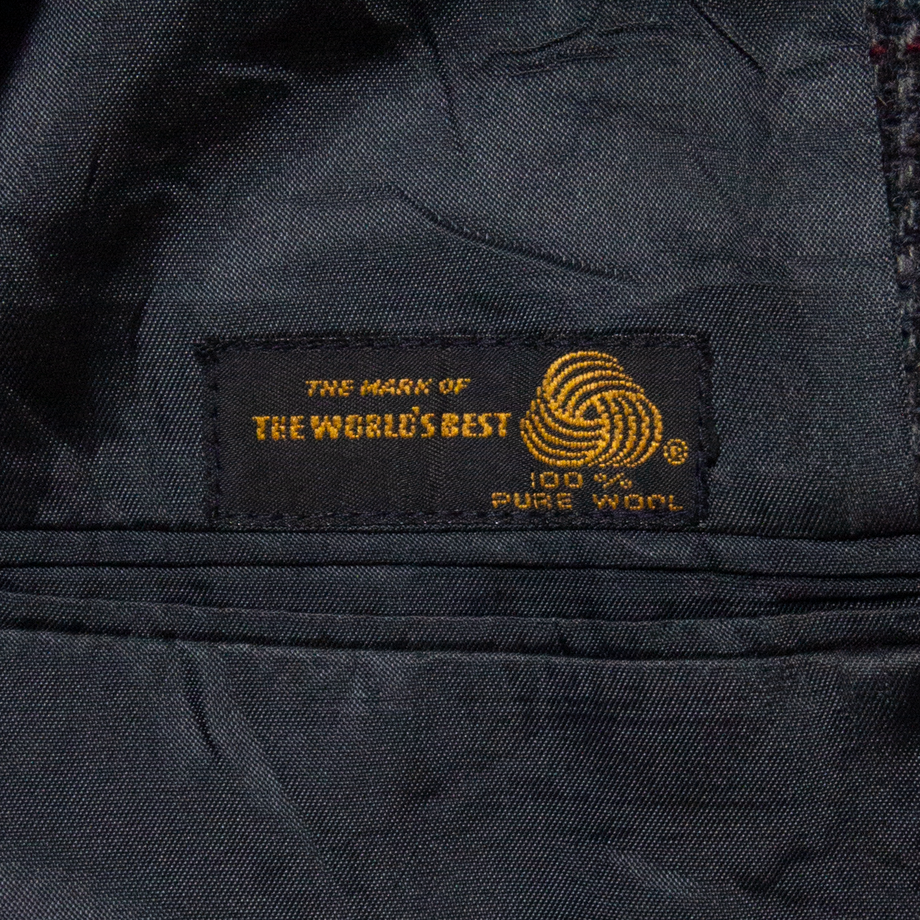 THE MARK OF
THE WORLD'S BEST
®
100 %
PURE WOOL